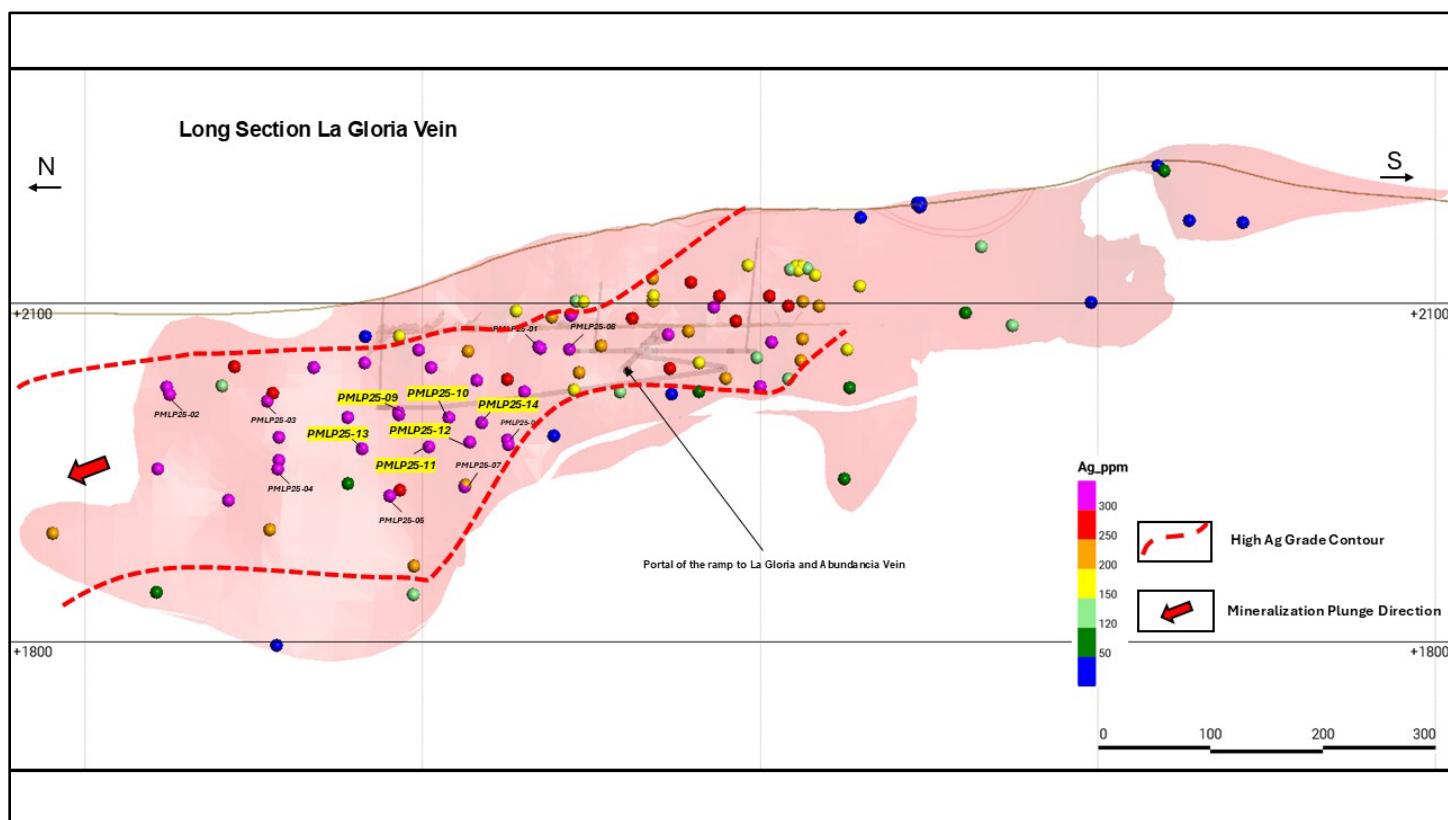 Long Section La Gloria Vein
N
S
+2100
+2100
PMLP25-01
PMLP25-08
PMLP25-02
PMLP25-03
PMLP25-09
PMLP25-10
PMLP25-14
PMLP25-13
PMLP25-12
PMLP25-11
PMLP25-07
PMLP25-04
PMLP25-05
Portal of the ramp to La Gloria and Abundancia Vein
Ag_ppm
300
250
200
150
120
50
High Ag Grade Contour
Mineralization Plunge Direction
+1800
+1800
0
100
200
300